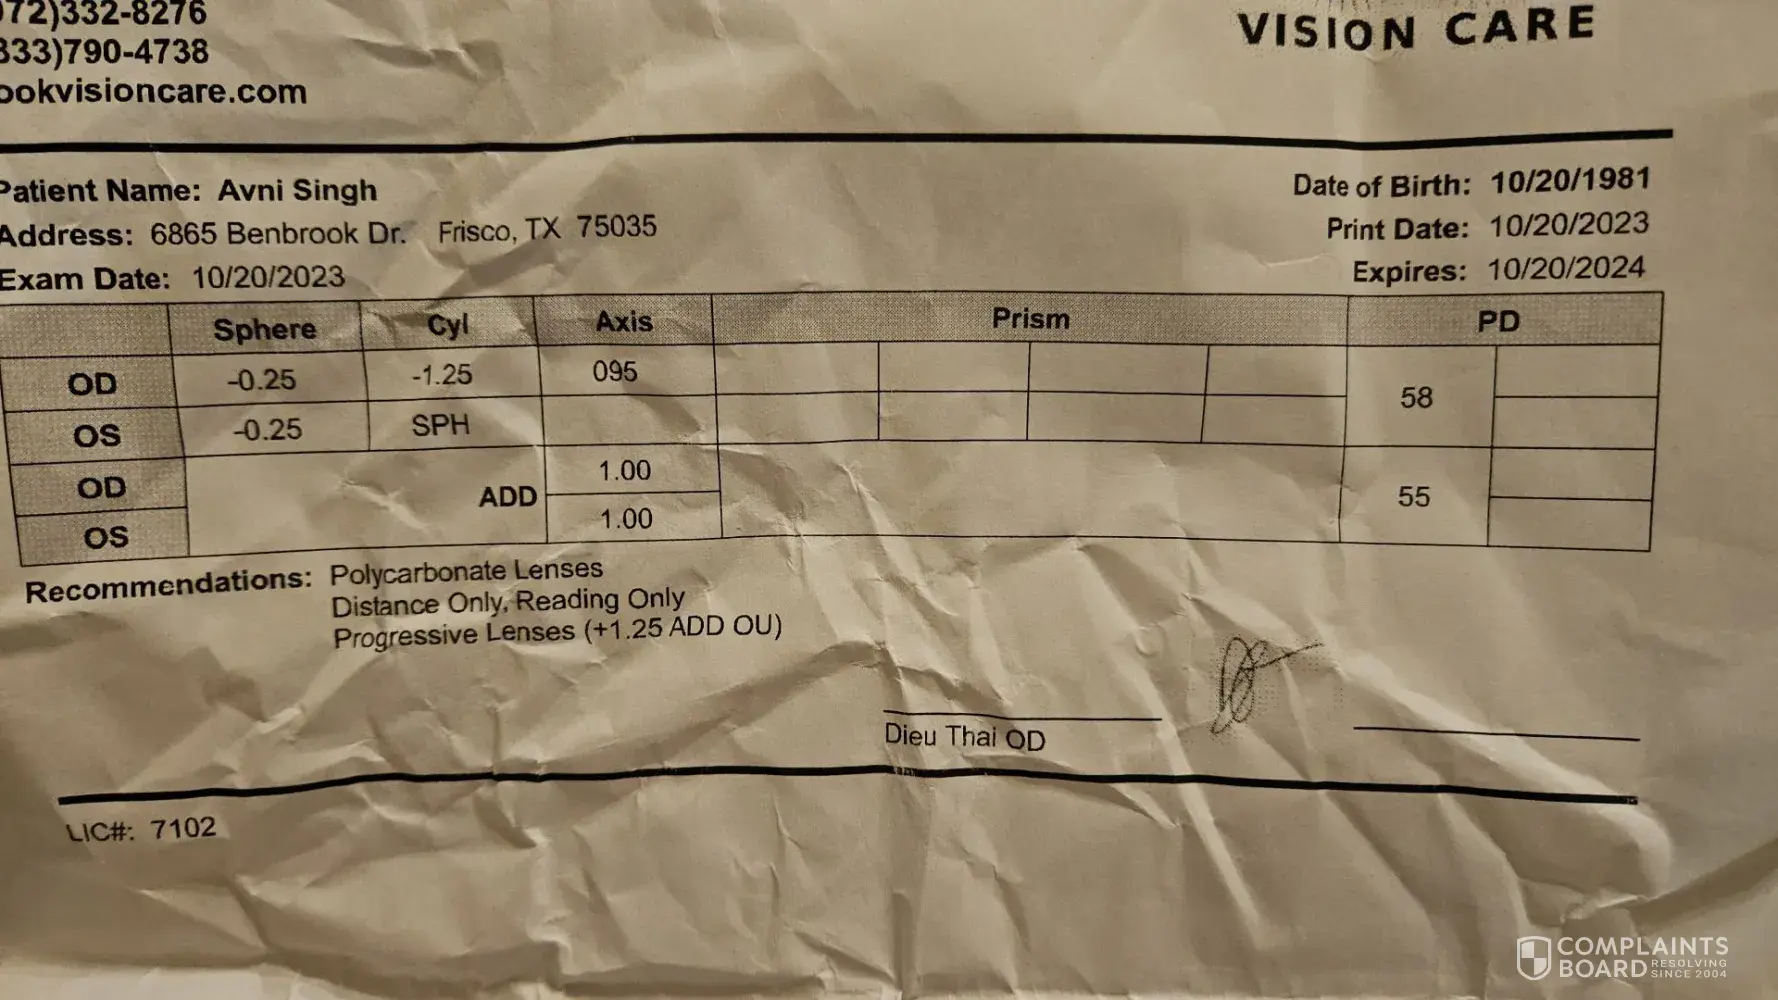 72)332-8276
833)790-4738
ookvisioncare.com
VISION CARE
Patient Name: Avni Singh
Date of Birth: 10/20/1981
Address: 6865 Benbrook Dr. Frisco, TX 75035
Print Date: 10/20/2023
Exam Date: 10/20/2023
Expires: 10/20/2024
Sphere Cyl Axis Prism PD
OD -0.25 -1.25 095 58
OS -0.25 SPH
OD ADD 1.00 55
OS 1.00
Recommendations: Polycarbonate Lenses
Distance Only, Reading Only
Progressive Lenses (+1.25 ADD OU)
Dieu Thai OD
LIC#: 7102
COMPLAINTS
BOARD RESOLVING
SINCE 2004